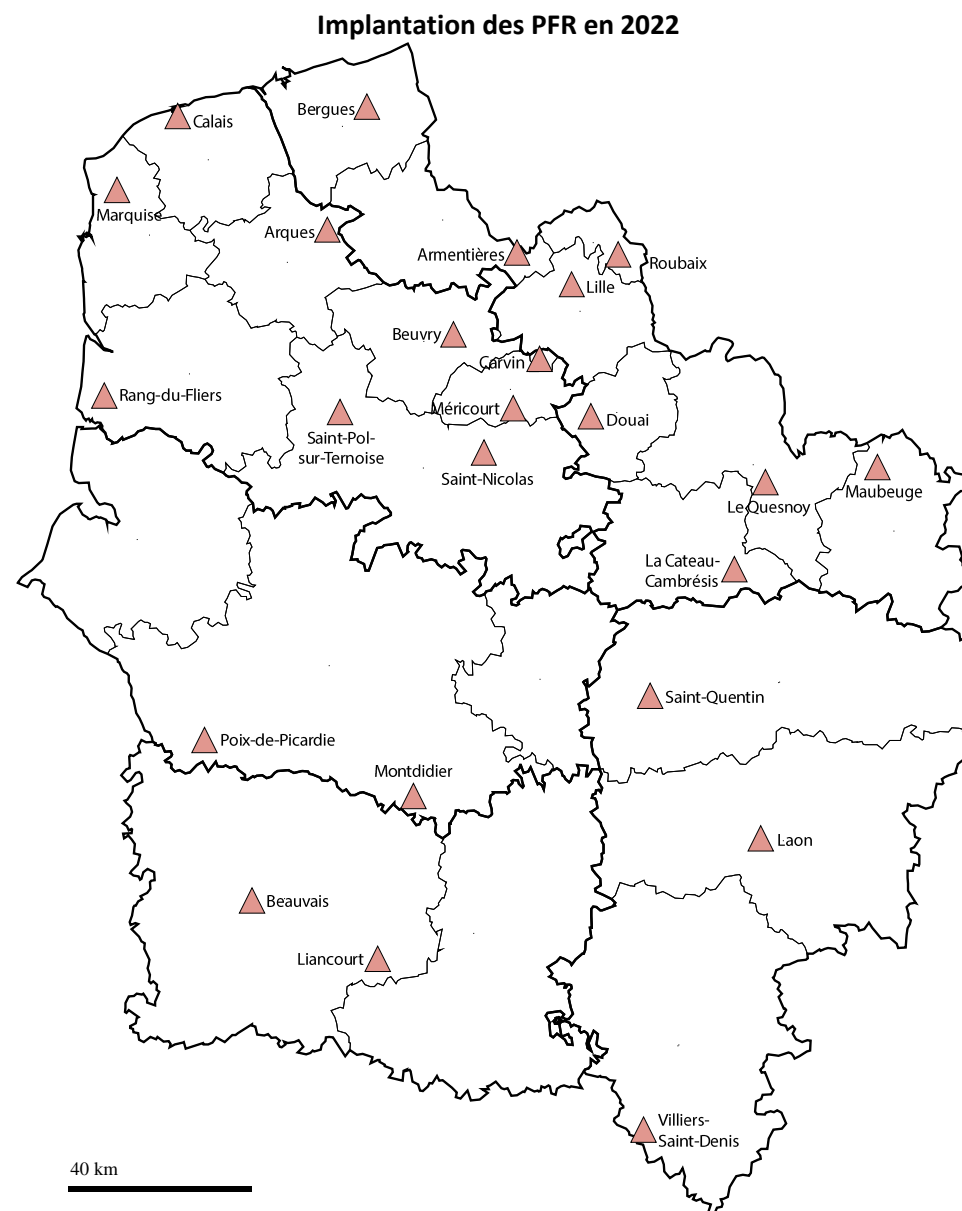 Implantation des PFR en 2022
Bergues
Calais
Marquise
Arques
Armentières
Roubaix
Lille
Beuvry
Carvin
Rang-du-Fliers
Méricourt
Douai
Saint-Pol-
sur-Ternoise
Saint-Nicolas
Maubeuge
Le Quesnoy
La Cateau-
Cambrésis
Saint-Quentin
Poix-de-Picardie
Montdidier
Laon
Beauvais
Liancourt
Villiers-
Saint-Denis
40 km